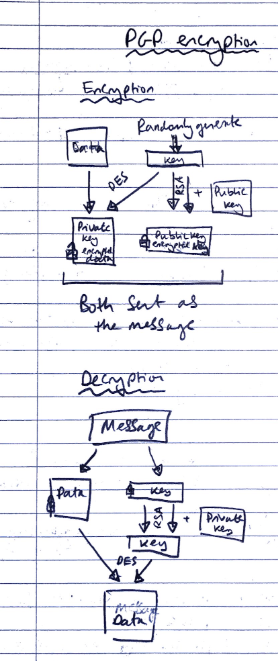 PGP encryption
Encryption
Randomly generate
Data
key
DES
RSA
+
Public
key
Private
key
encrypted
data
Public key
encrypted key
Both sent as
the message
Decryption
Message
Data
key
RSA
+
Private
key
key
DES
Data